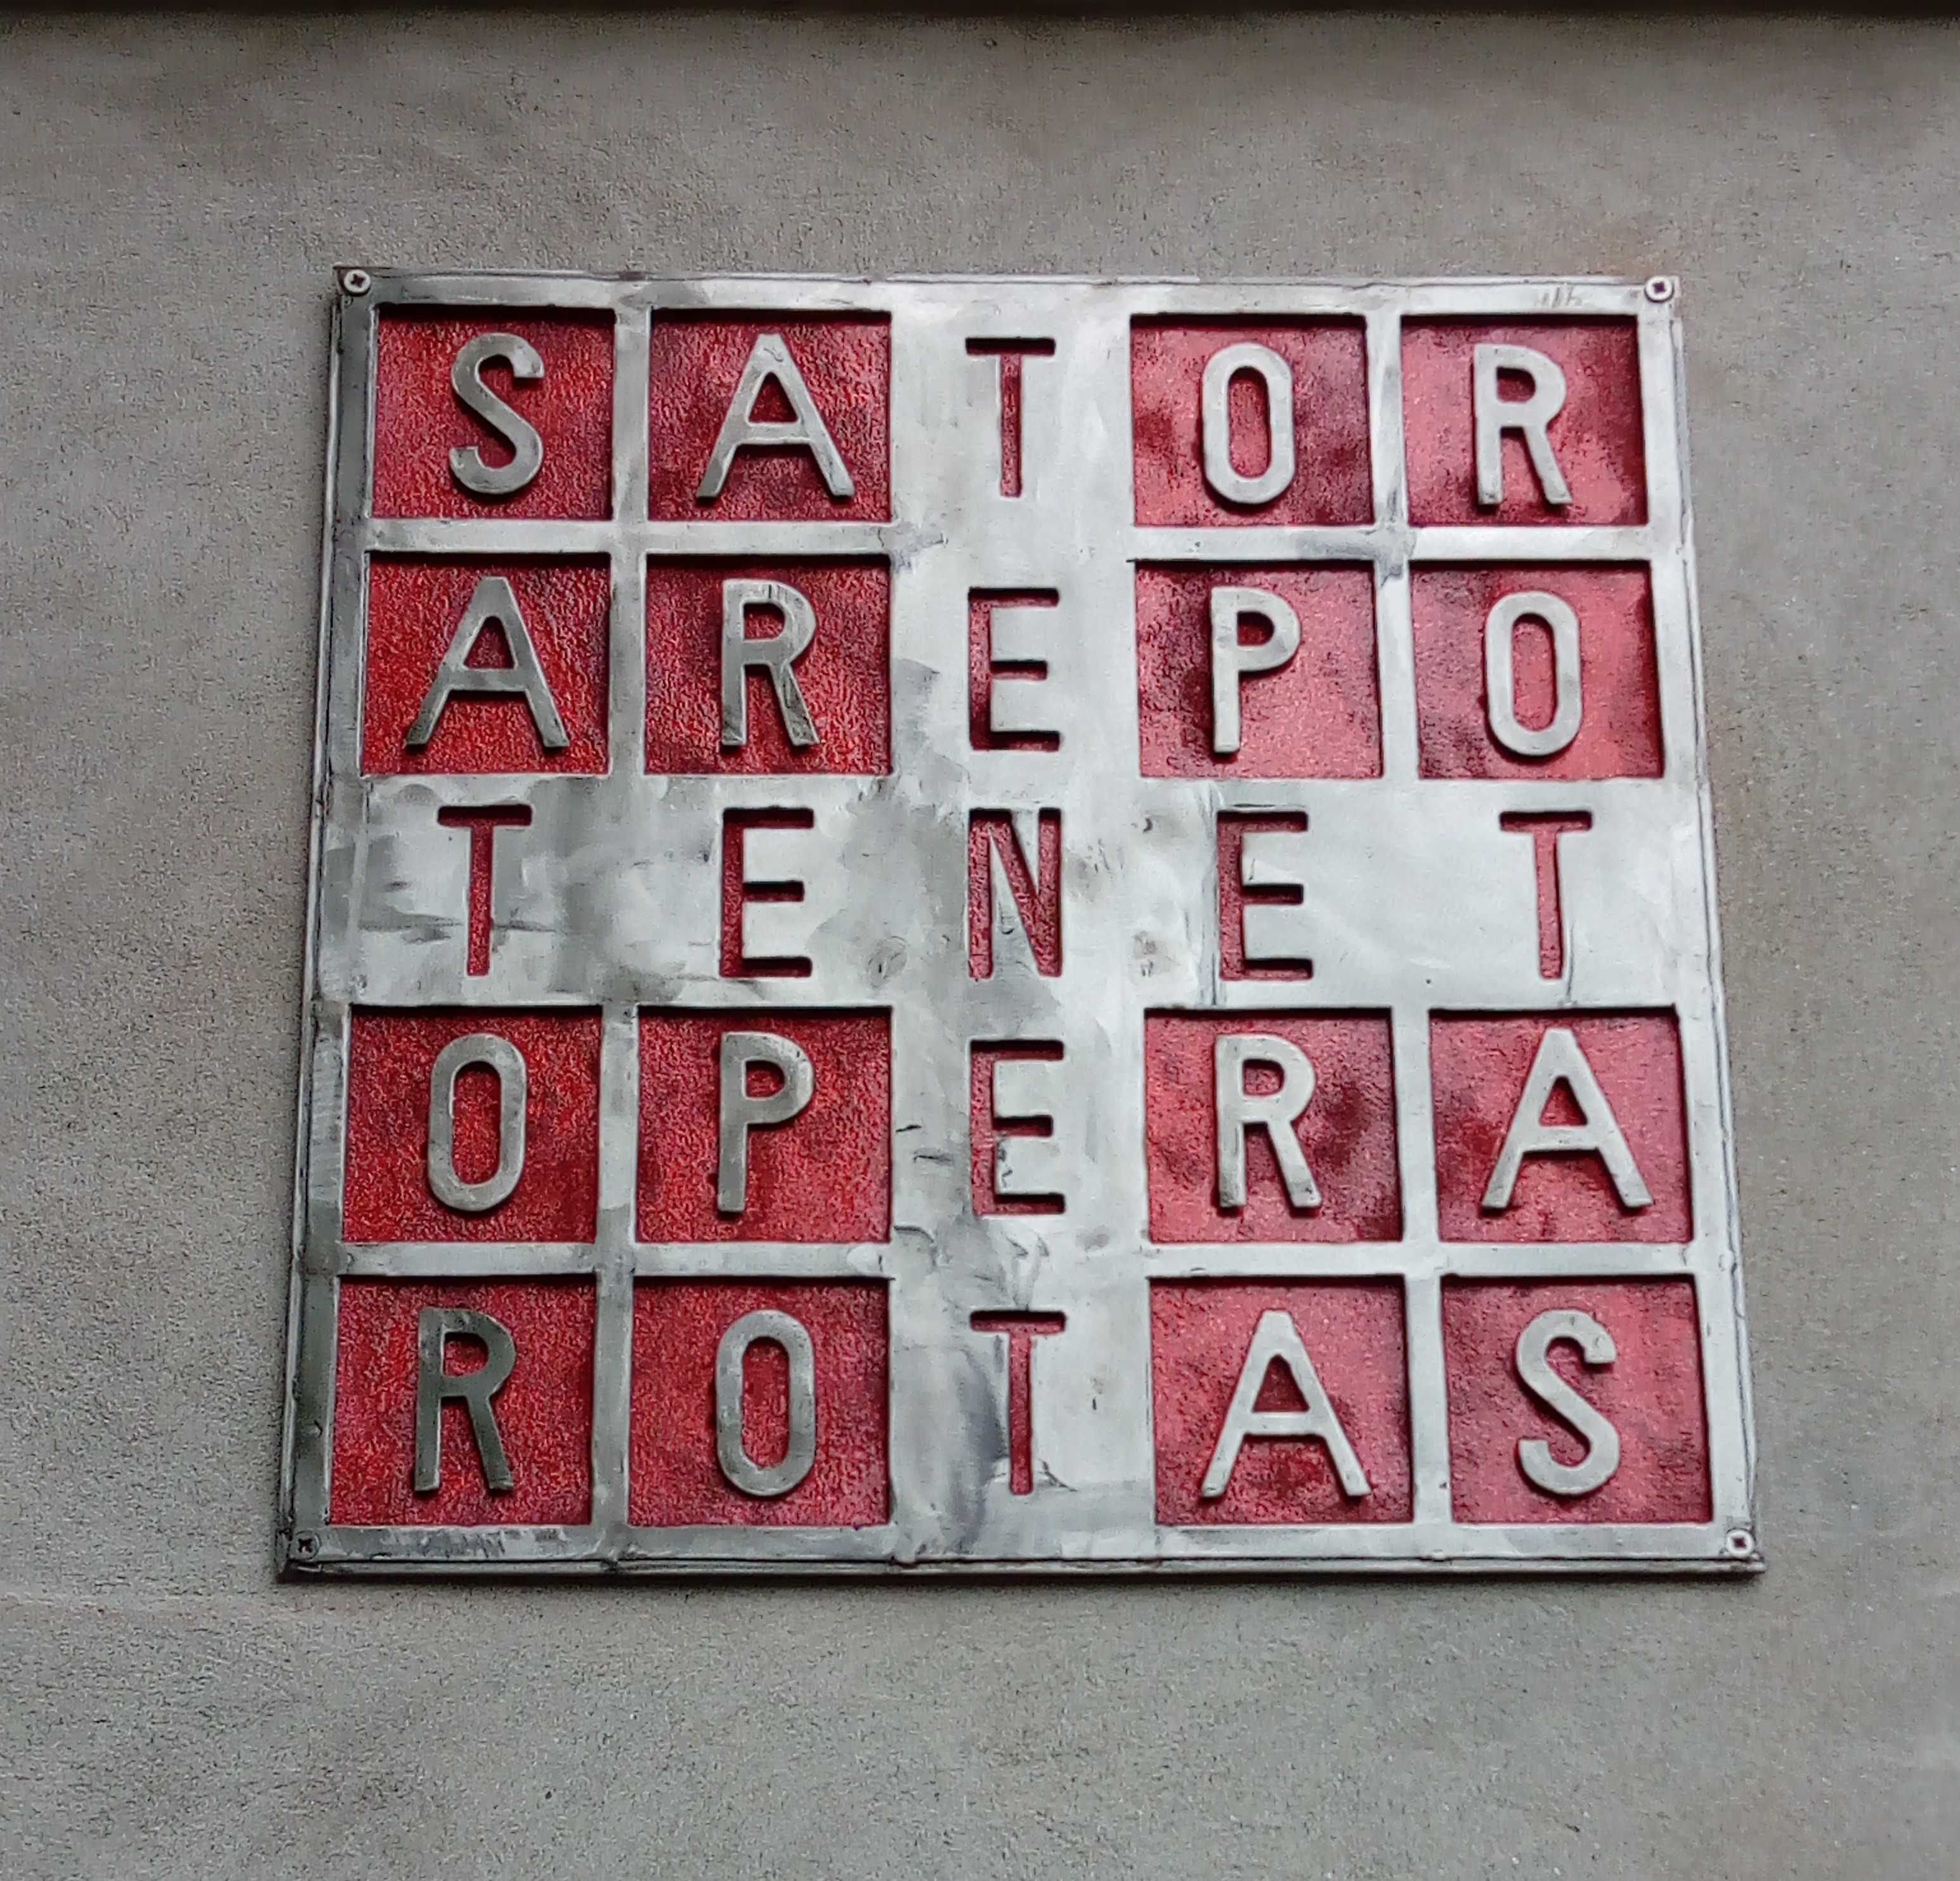 SATOR
AREPO
TENET
OPERA
ROTAS